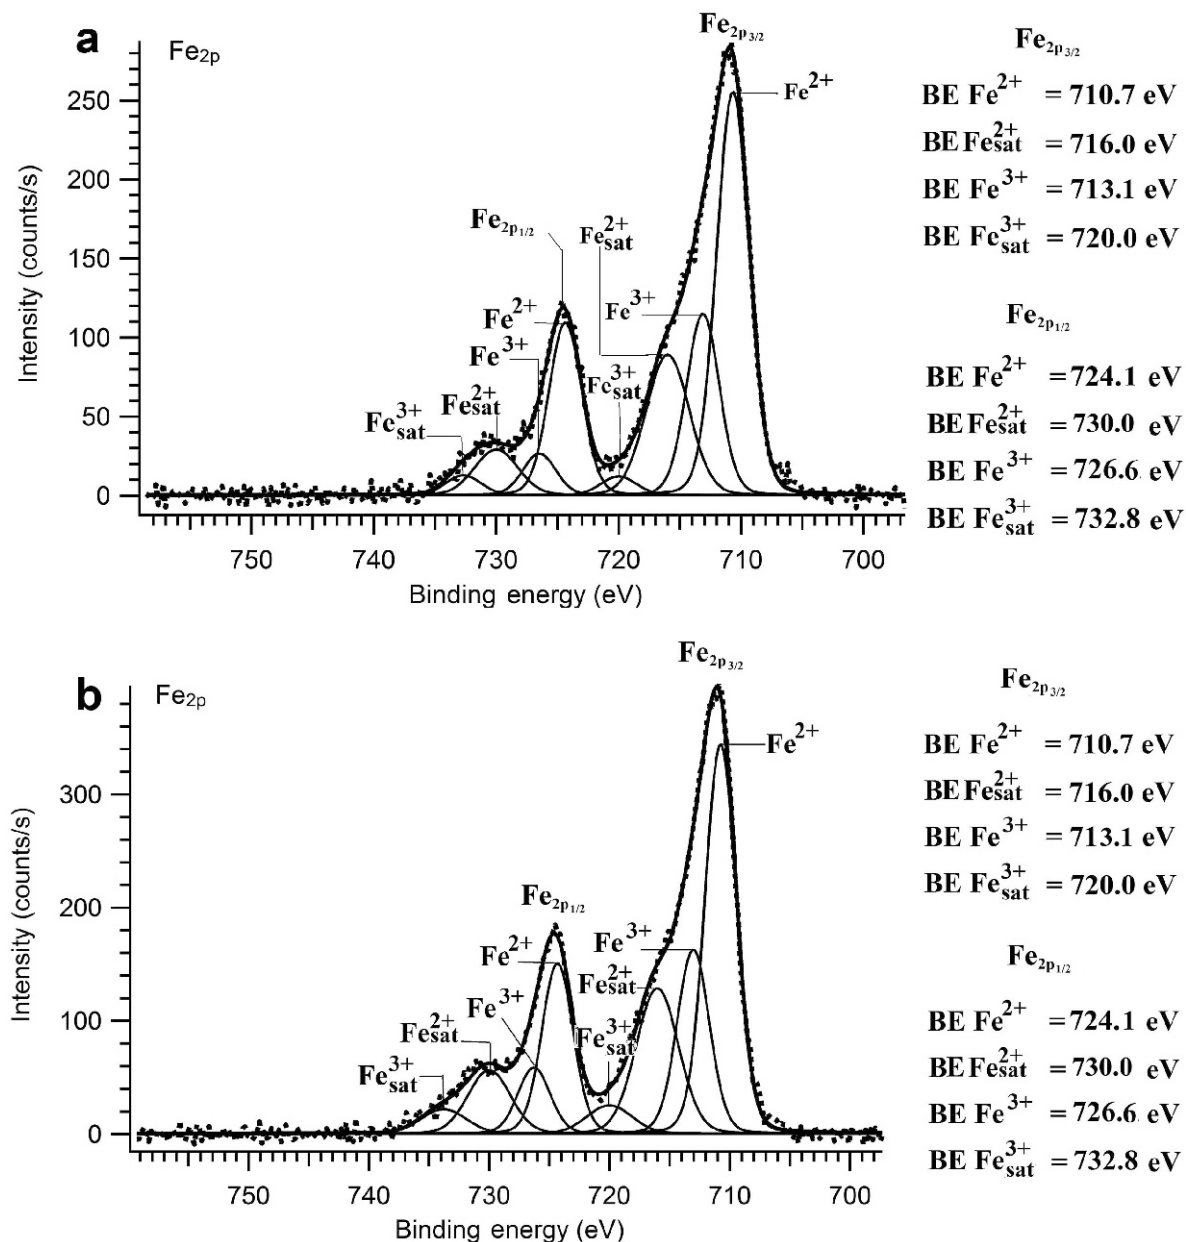 a
Fe2p
Fe2p3/2
Fe2+
Fe2p1/2
Fe2+sat
Fe2+
Fe3+
Fe3+
Fe3+sat
Fe2+sat
Fe3+sat
Intensity (counts/s)
250
200
150
100
50
0
750
740
730
720
710
700
Binding energy (eV)
Fe2p3/2
BE Fe2+ = 710.7 eV
BE Fe2+sat = 716.0 eV
BE Fe3+ = 713.1 eV
BE Fe3+sat = 720.0 eV
Fe2p1/2
BE Fe2+ = 724.1 eV
BE Fe2+sat = 730.0 eV
BE Fe3+ = 726.6 eV
BE Fe3+sat = 732.8 eV
b
Fe2p
Fe2p3/2
Fe2+
Fe2p1/2
Fe2+
Fe3+
Fe2+sat
Fe3+
Fe2+sat
Fe3+sat
Fe3+sat
Intensity (counts/s)
300
200
100
0
750
740
730
720
710
700
Binding energy (eV)
Fe2p3/2
BE Fe2+ = 710.7 eV
BE Fe2+sat = 716.0 eV
BE Fe3+ = 713.1 eV
BE Fe3+sat = 720.0 eV
Fe2p1/2
BE Fe2+ = 724.1 eV
BE Fe2+sat = 730.0 eV
BE Fe3+ = 726.6 eV
BE Fe3+sat = 732.8 eV